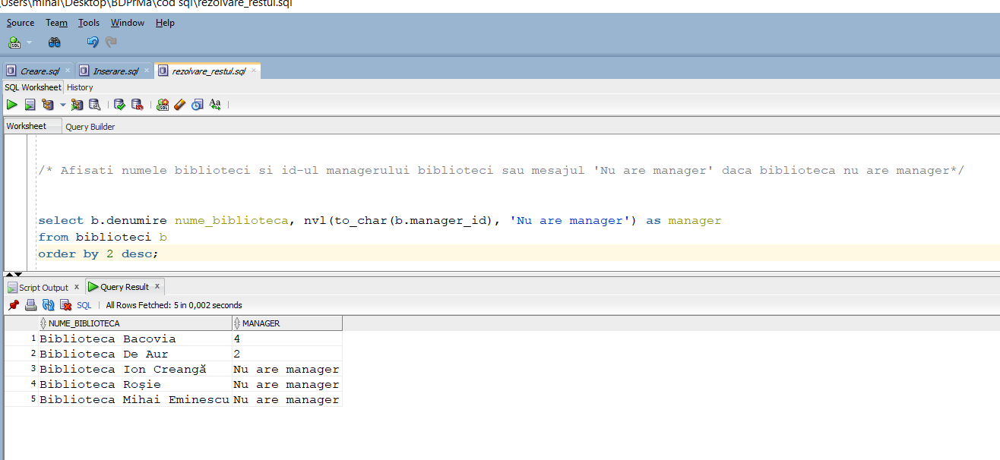 \Users\mihai\Desktop\BDPrMa\cod sql\rezolvare_restul.sql
Source Team Tools Window Help
Creare.sql Inserare.sql rezolvare_restul.sql
SQL Worksheet History
Worksheet Query Builder
/* Afisati numele biblioteci si id-ul managerului biblioteci sau mesajul 'Nu are manager' daca biblioteca nu are manager*/
select b.denumire nume_biblioteca, nvl(to_char(b.manager_id), 'Nu are manager') as manager
from biblioteci b
order by 2 desc;
Script Output x Query Result x
SQL | All Rows Fetched: 5 in 0,002 seconds
NUME_BIBLIOTECA MANAGER
1 Biblioteca Bacovia 4
2 Biblioteca De Aur 2
3 Biblioteca Ion Creangă Nu are manager
4 Biblioteca Roșie Nu are manager
5 Biblioteca Mihai Eminescu Nu are manager